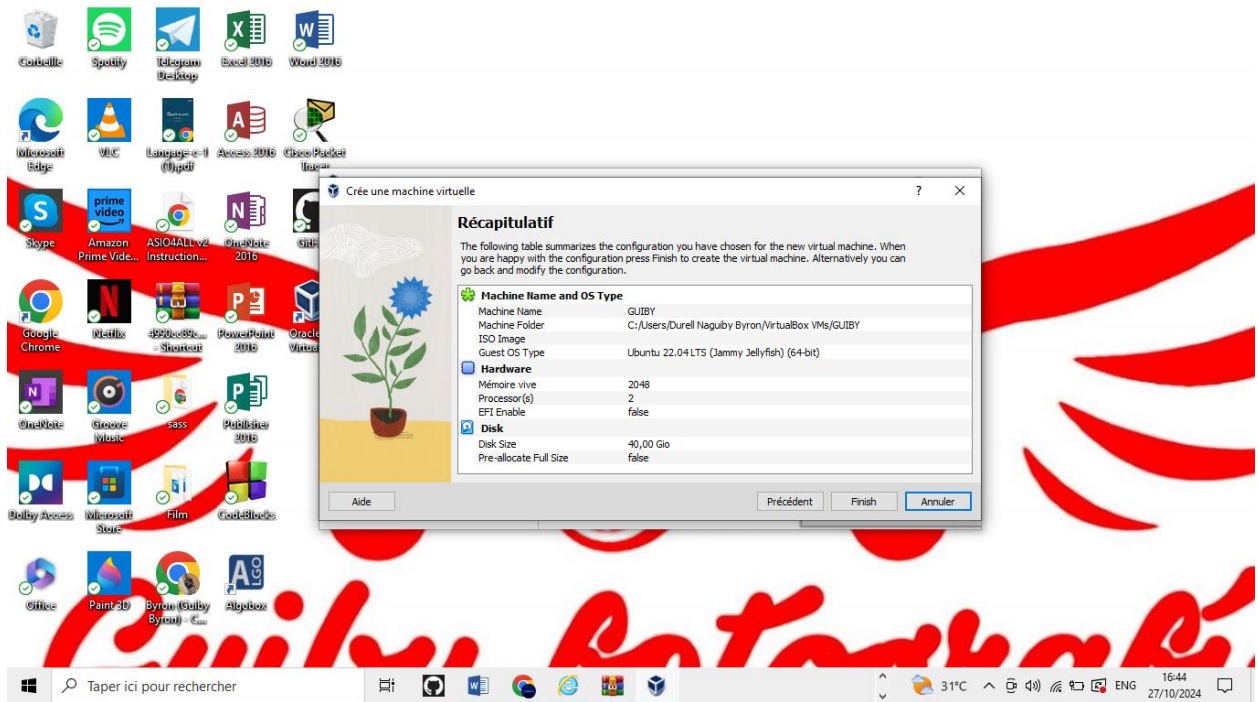 Corbeille
Spotify
Telegram
Desktop
Excel 2016
Word 2016
Microsoft
Edge
VLC
Langage-c-1
(1).pdf
Access 2016
Cisco Packet
Tracer
Skype
prime
video
Amazon
Prime Vide...
ASIO4ALL v2
Instruction...
OneNote
2016
GitH
Google
Chrome
Netflix
- Shortcut
PowerPoint
2016
Oracle
Virtual
OneNote
Groove
Music
sass
Publisher
2016
Dolby Access
Microsoft
Store
Film
CodeBlocks
Office
Paint 3D
Byron (Guiby
Byron) - C...
ALGO
Algobox
Crée une machine virtuelle
Récapitulatif
The following table summarizes the configuration you have chosen for the new virtual machine. When
you are happy with the configuration press Finish to create the virtual machine. Alternatively you can
go back and modify the configuration.
Machine Name and OS Type
Machine Name GUIBY
Machine Folder C:/Users/Durell Naguiby Byron/VirtualBox VMs/GUIBY
ISO Image
Guest OS Type Ubuntu 22.04 LTS (Jammy Jellyfish) (64-bit)
Hardware
Mémoire vive 2048
Processor(s) 2
EFI Enable false
Disk
Disk Size 40,00 Gio
Pre-allocate Full Size false
Aide Précédent Finish Annuler
Guiby fotografi
Taper ici pour rechercher
31°C ENG 16:44
27/10/2024